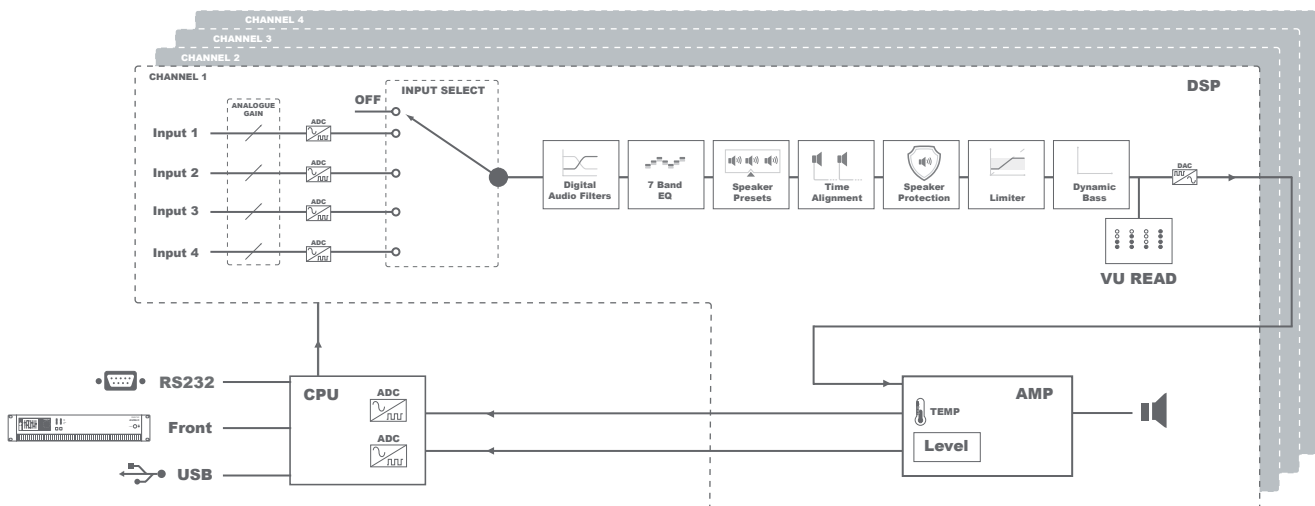 CHANNEL 4
CHANNEL 3
CHANNEL 2
CHANNEL 1
DSP
ANALOGUE
GAIN
OFF
INPUT SELECT
Input 1
ADC
Input 2
ADC
Input 3
ADC
Input 4
ADC
Digital
Audio Filters
7 Band
EQ
Speaker
Presets
Time
Alignment
Speaker
Protection
Limiter
Dynamic
Bass
DAC
VU READ
RS232
Front
USB
CPU
ADC
ADC
AMP
TEMP
Level